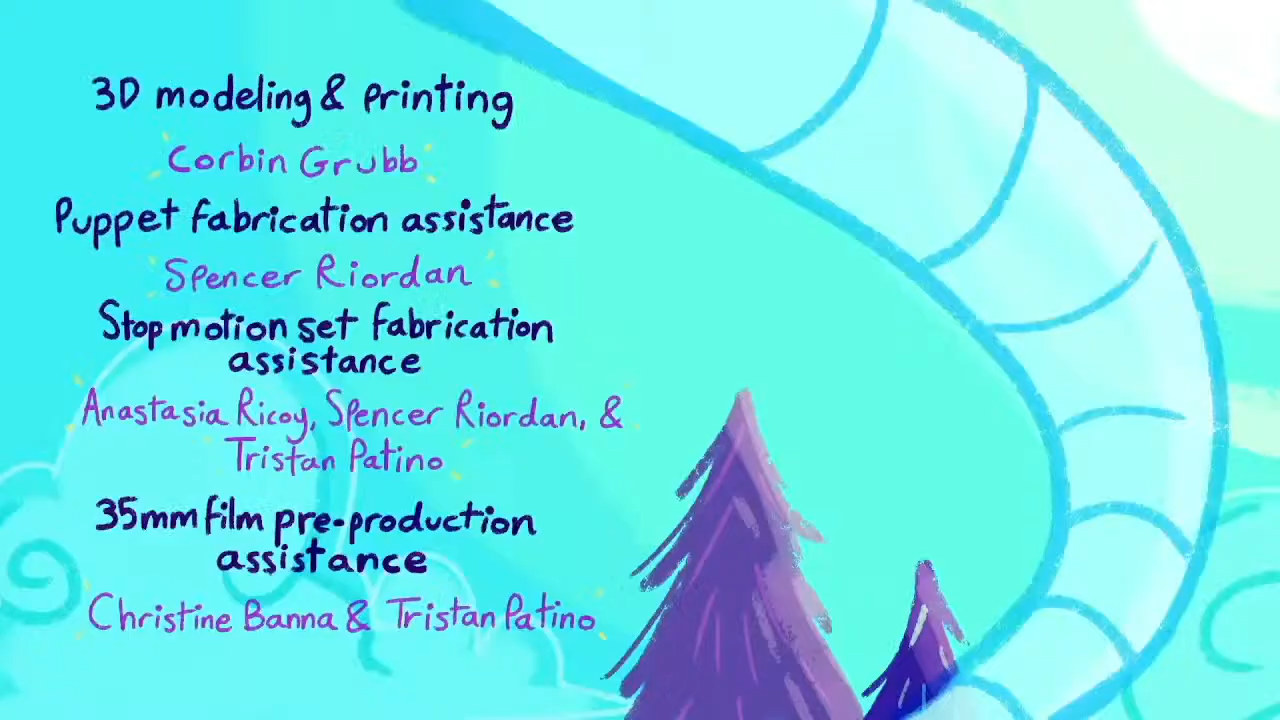 3D modeling & printing
Corbin Grubb
Puppet fabrication assistance
Spencer Riordan
Stop motion set fabrication
assistance
Anastasia Ricoy, Spencer Riordan, &
Tristan Patino
35mm film pre-production
assistance
Christine Banna & Tristan Patino